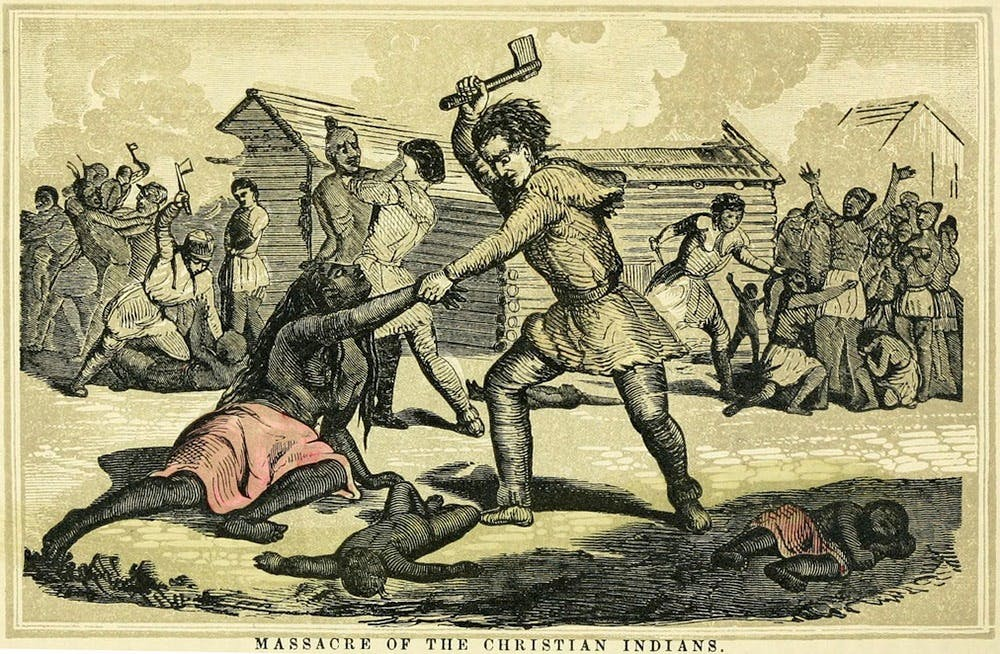 MASSACRE OF THE CHRISTIAN INDIANS.